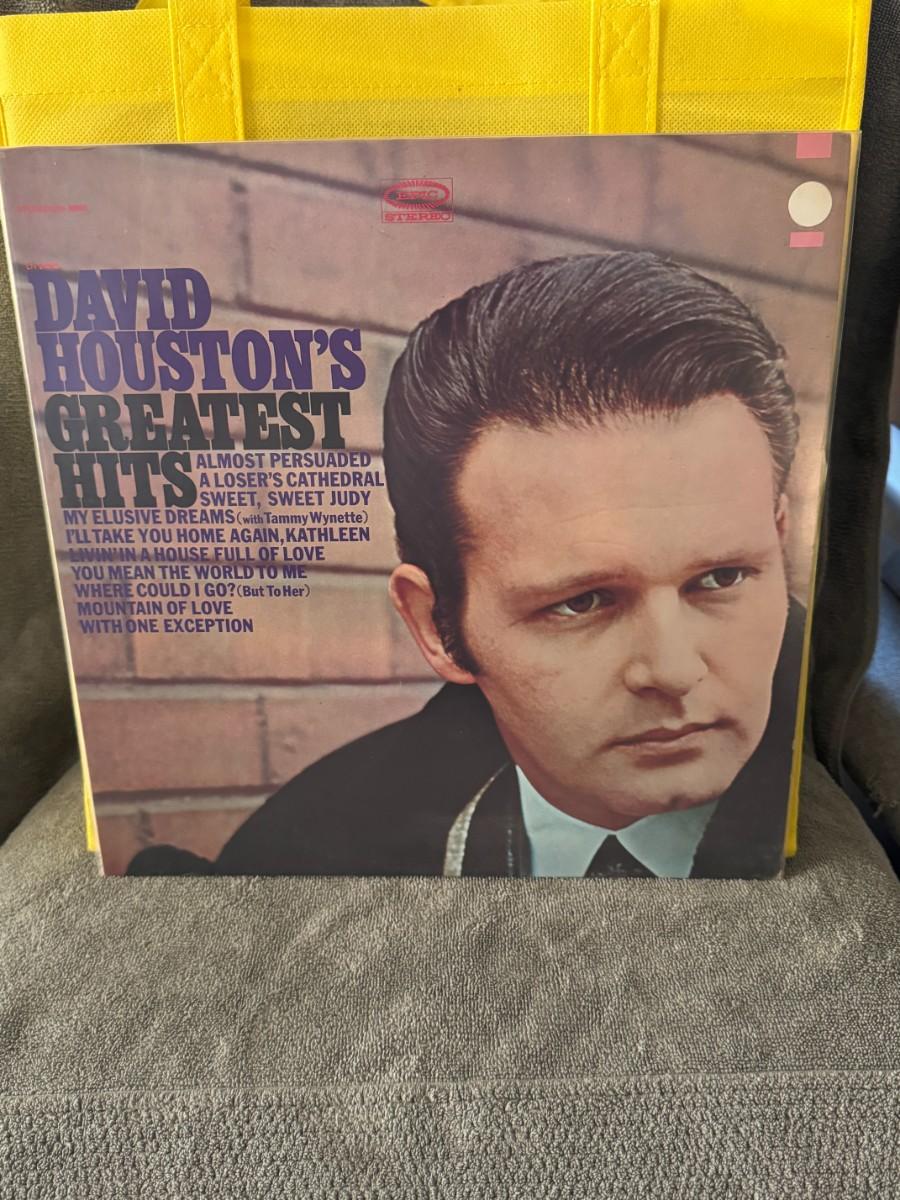 EPIC
STEREO
DAVID
HOUSTON'S
GREATEST
HITS
ALMOST PERSUADED
A LOSER'S CATHEDRAL
SWEET, SWEET JUDY
MY ELUSIVE DREAMS (with Tammy Wynette)
I'LL TAKE YOU HOME AGAIN, KATHLEEN
LIVIN' IN A HOUSE FULL OF LOVE
YOU MEAN THE WORLD TO ME
WHERE COULD I GO? (But To Her)
MOUNTAIN OF LOVE
WITH ONE EXCEPTION